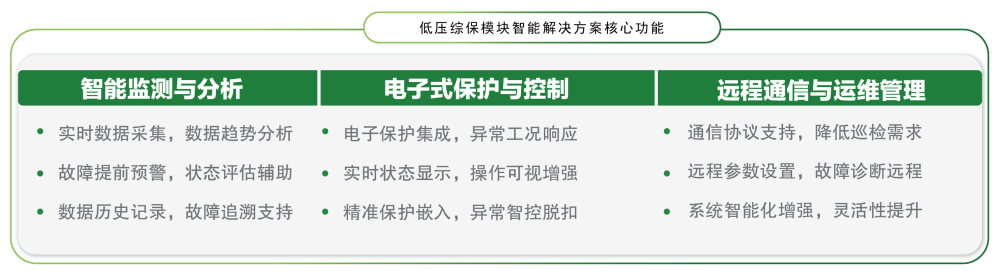 低压综保模块智能解决方案核心功能
智能监测与分析
实时数据采集，数据趋势分析
故障提前预警，状态评估辅助
数据历史记录，故障追溯支持
电子式保护与控制
电子保护集成，异常工况响应
实时状态显示，操作可视增强
精准保护嵌入，异常智控脱扣
远程通信与运维管理
通信协议支持，降低巡检需求
远程参数设置，故障诊断远程
系统智能化增强，灵活性提升